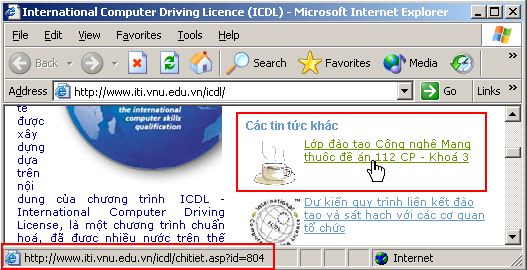 International Computer Driving Licence (ICDL) - Microsoft Internet Explorer
File Edit View Favorites Tools Help
Back Search Favorites Media
Address http://www.iti.vnu.edu.vn/icdl/ Go Links »
the international
computer skills
qualification
tế
được
xây
dựng
dựa
trên
nội
dung của chương trình ICDL -
International Computer Driving
License, là một chương trình chuẩn
hoá, đã được nhiều nước trên thế
Các tin tức khác
Lớp đào tạo Công nghệ Mạng
thuộc đề án 112 CP - Khoá 3
Dự kiến quy trình liên kết đào
tạo và sát hạch với các cơ quan
tổ chức
http://www.iti.vnu.edu.vn/icdl/chitiet.asp?id=804 Internet